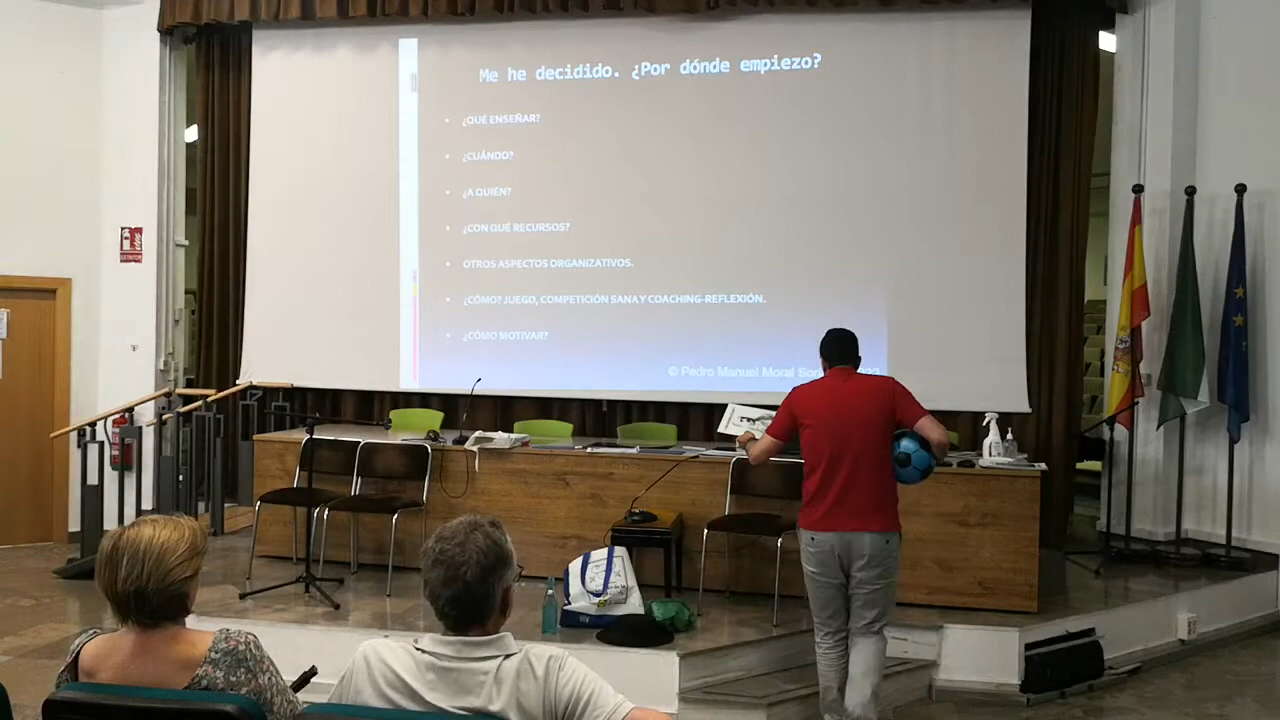 Me he decidido. ¿Por dónde empiezo?
• ¿QUÉ ENSEÑAR?
• ¿CUÁNDO?
• ¿A QUIÉN?
• ¿CON QUÉ RECURSOS?
• OTROS ASPECTOS ORGANIZATIVOS.
• ¿CÓMO? JUEGO, COMPETICIÓN SANA Y COACHING-REFLEXIÓN.
• ¿CÓMO MOTIVAR?
© Pedro Manuel Moral
EXTINTOR